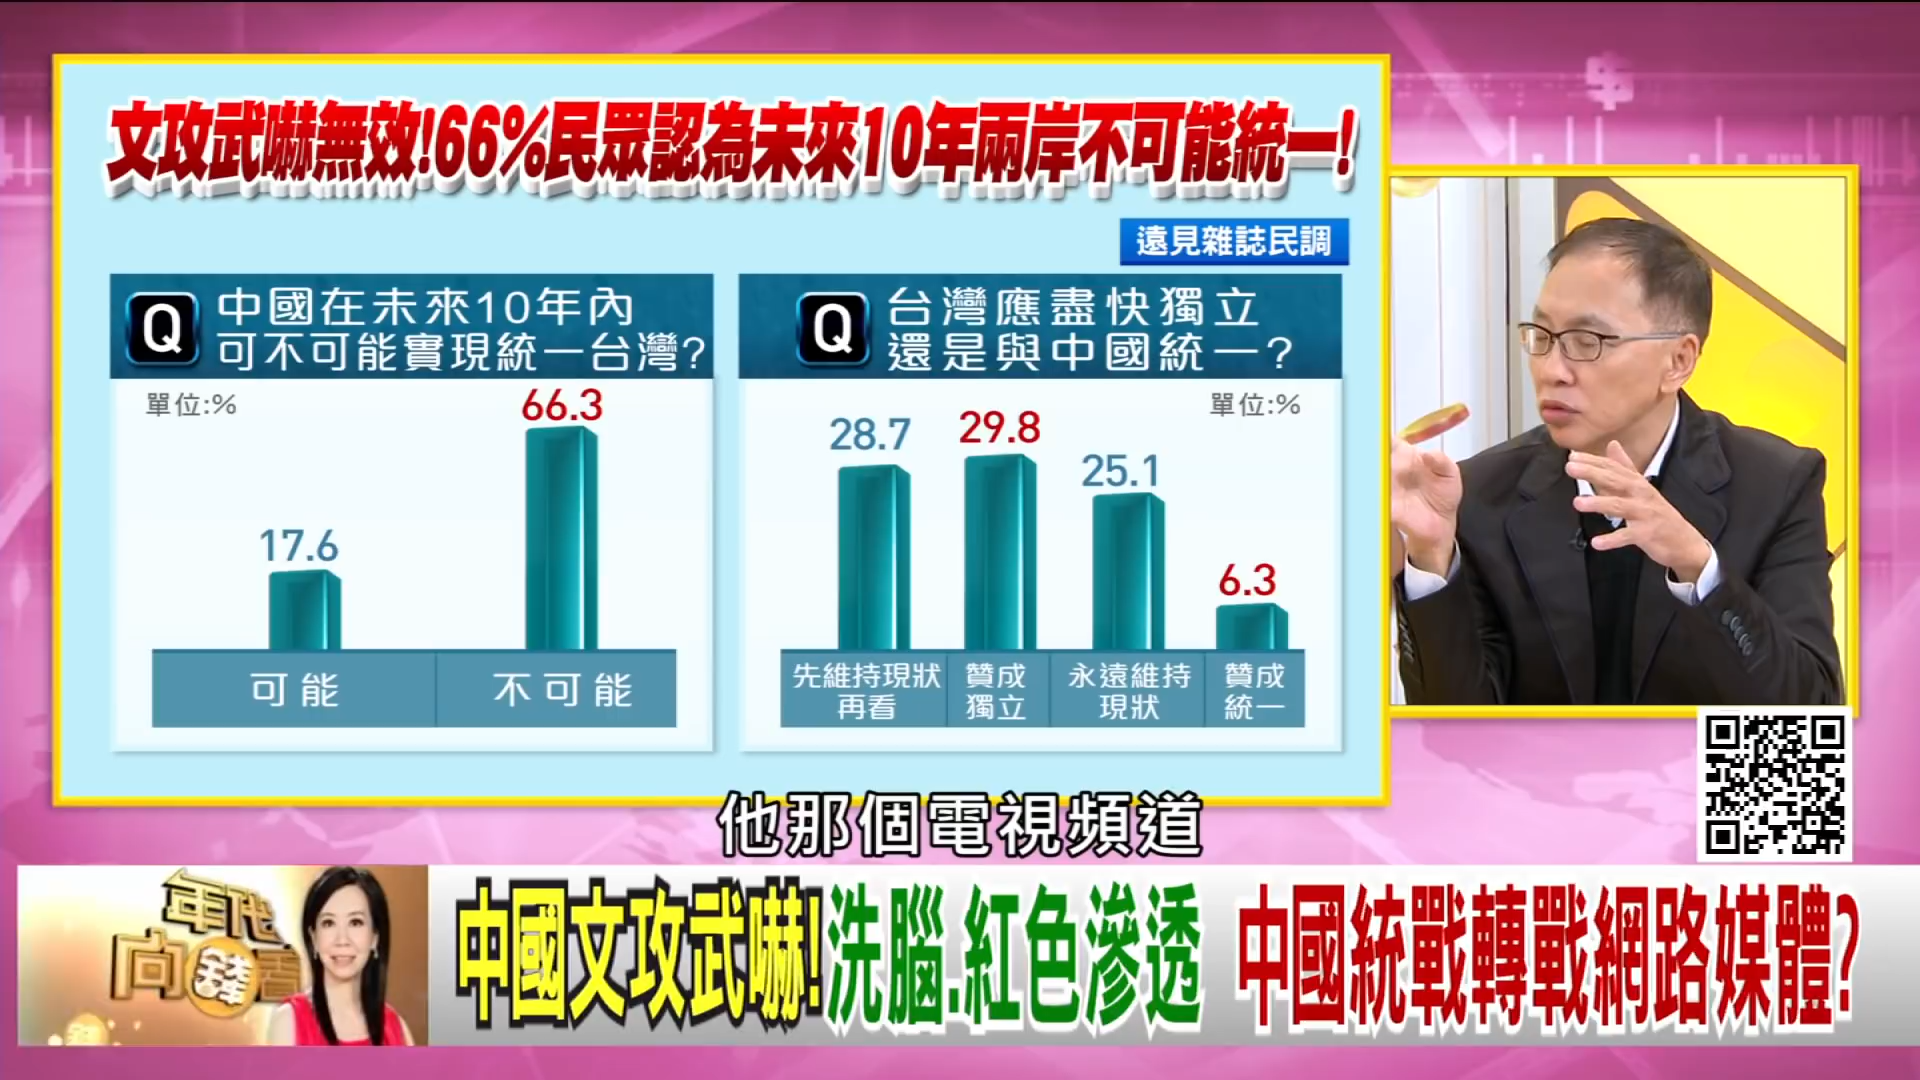 文攻武嚇無效!66%民眾認為未來10年兩岸不可能統一!
遠見雜誌民調
Q
中國在未來10年內
可不可能實現統一台灣?
單位:%
17.6
66.3
可能
不可能
Q
台灣應盡快獨立
還是與中國統一?
單位:%
28.7
29.8
25.1
6.3
先維持現狀
再看
贊成
獨立
永遠維持
現狀
贊成
統一
他那個電視頻道
年代
向錢看
中國文攻武嚇!洗腦.紅色滲透 中國統戰轉戰網路媒體?